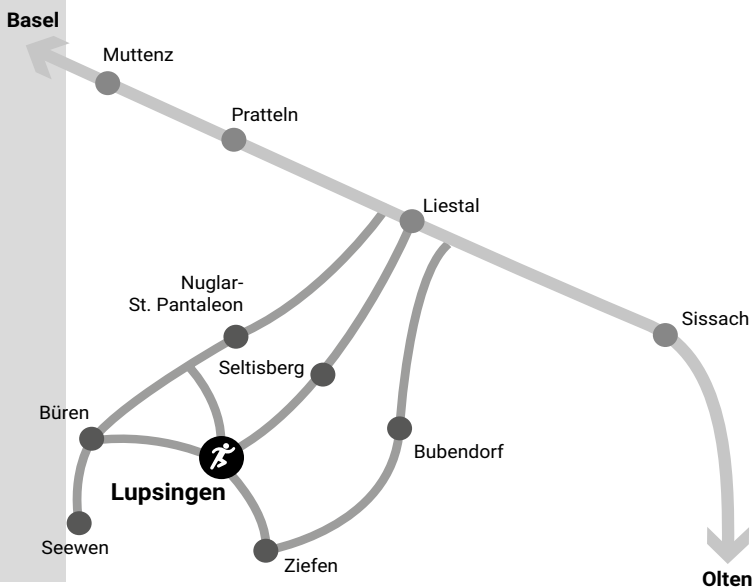 Basel
Muttenz
Pratteln
Liestal
Nuglar-
St. Pantaleon
Sissach
Seltisberg
Büren
Bubendorf
Lupsingen
Seewen
Ziefen
Olten